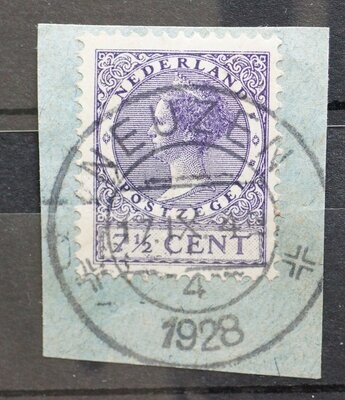 NEDERLAND
POSTZEGEL
7½ CENT
NEUZEN
4
1928